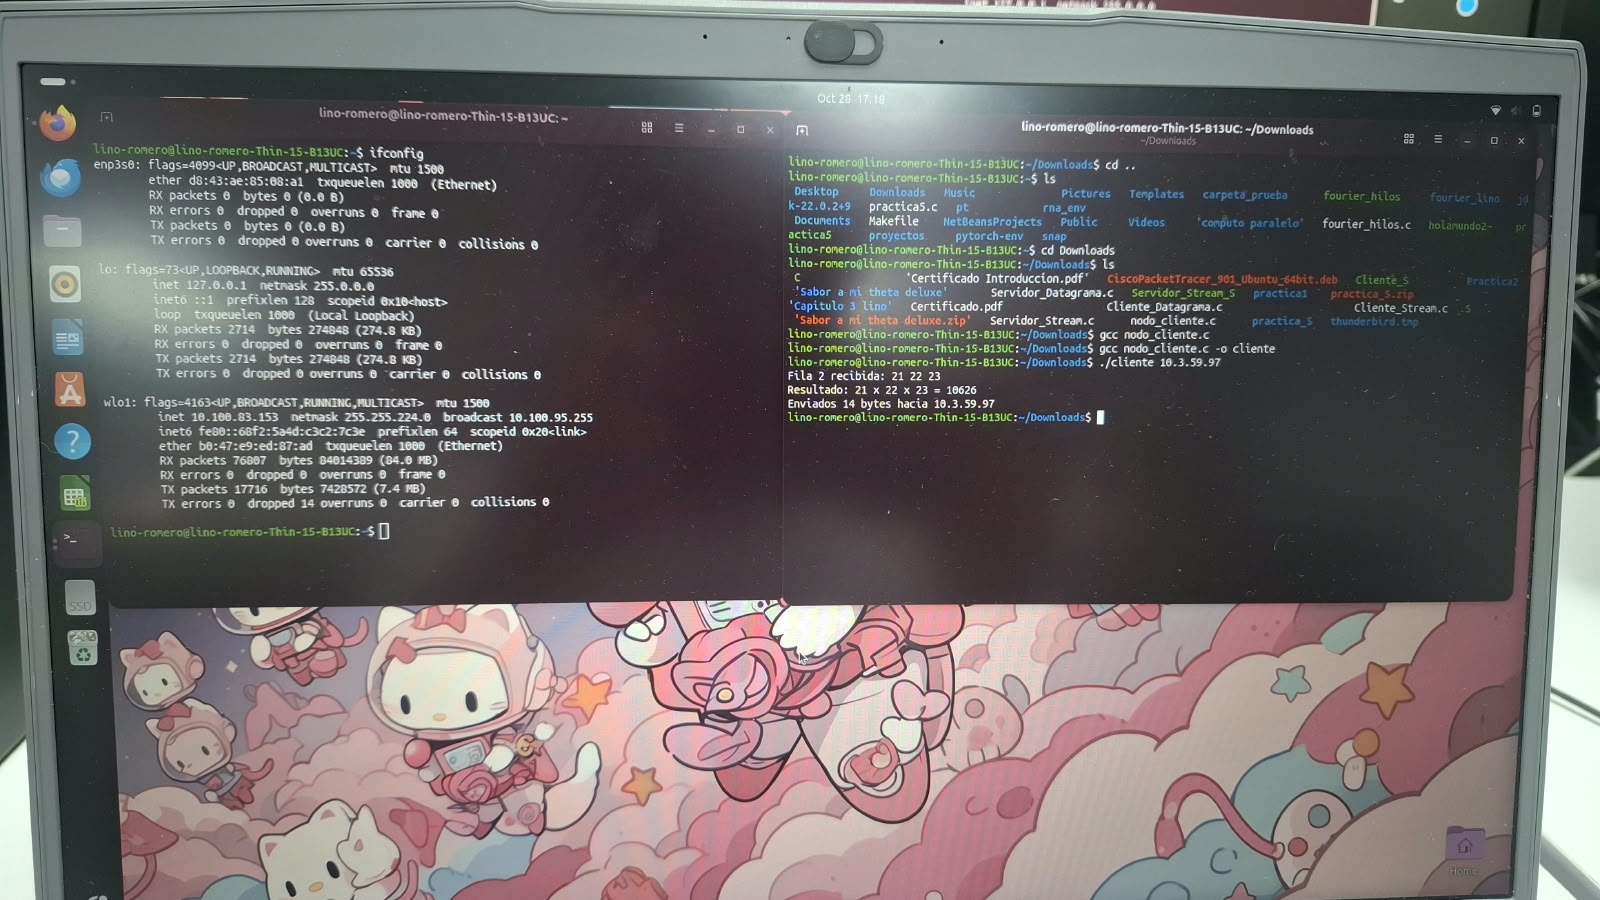 Oct 28 17:18
lino-romero@lino-romero-Thin-15-B13UC: ~
lino-romero@lino-romero-Thin-15-B13UC:~$ ifconfig
enp3s0: flags=4099<UP,BROADCAST,MULTICAST> mtu 1500
ether d8:43:ae:85:08:a1 txqueuelen 1000 (Ethernet)
RX packets 0 bytes 0 (0.0 B)
RX errors 0 dropped 0 overruns 0 frame 0
TX packets 0 bytes 0 (0.0 B)
TX errors 0 dropped 0 overruns 0 carrier 0 collisions 0
lo: flags=73<UP,LOOPBACK,RUNNING> mtu 65536
inet 127.0.0.1 netmask 255.0.0.0
inet6 ::1 prefixlen 128 scopeid 0x10<host>
loop txqueuelen 1000 (Local Loopback)
RX packets 2714 bytes 274848 (274.8 KB)
RX errors 0 dropped 0 overruns 0 frame 0
TX packets 2714 bytes 274848 (274.8 KB)
TX errors 0 dropped 0 overruns 0 carrier 0 collisions 0
wlo1: flags=4163<UP,BROADCAST,RUNNING,MULTICAST> mtu 1500
inet 10.100.83.153 netmask 255.255.224.0 broadcast 10.100.95.255
inet6 fe80::68f2:5a4d:c3c2:7c3e prefixlen 64 scopeid 0x20<link>
ether b0:47:e9:ed:87:ad txqueuelen 1000 (Ethernet)
RX packets 76807 bytes 84014389 (84.0 MB)
RX errors 0 dropped 0 overruns 0 frame 0
TX packets 17716 bytes 7428572 (7.4 MB)
TX errors 0 dropped 14 overruns 0 carrier 0 collisions 0
lino-romero@lino-romero-Thin-15-B13UC:~$
lino-romero@lino-romero-Thin-15-B13UC: ~/Downloads
~/Downloads
lino-romero@lino-romero-Thin-15-B13UC:~/Downloads$ cd ..
lino-romero@lino-romero-Thin-15-B13UC:~$ ls
Desktop Downloads Music Pictures Templates carpeta_prueba fourier_hilos fourier_lino jd
k-22.0.2+9 practica5.c pt rna_env
Documents Makefile NetBeansProjects Public Videos 'computo paralelo' fourier_hilos.c holamundo2~ pr
actica5 proyectos pytorch-env snap
lino-romero@lino-romero-Thin-15-B13UC:~$ cd Downloads
lino-romero@lino-romero-Thin-15-B13UC:~/Downloads$ ls
C 'Certificado Introduccion.pdf' CiscoPacketTracer_901_Ubuntu_64bit.deb Cliente_S Practica2
'Sabor a mi theta deluxe' Servidor_Datagrama.c Servidor_Stream_S practica1 practica_5.zip
'Capitulo 3 lino' Certificado.pdf Cliente_Datagrama.c Cliente_Stream.c S
'Sabor a mi theta deluxe.zip' Servidor_Stream.c nodo_cliente.c practica_5 thunderbird.tmp
lino-romero@lino-romero-Thin-15-B13UC:~/Downloads$ gcc nodo_cliente.c
lino-romero@lino-romero-Thin-15-B13UC:~/Downloads$ gcc nodo_cliente.c -o cliente
lino-romero@lino-romero-Thin-15-B13UC:~/Downloads$ ./cliente 10.3.59.97
Fila 2 recibida: 21 22 23
Resultado: 21 x 22 x 23 = 10626
Enviados 14 bytes hacia 10.3.59.97
lino-romero@lino-romero-Thin-15-B13UC:~/Downloads$
SSD
Home